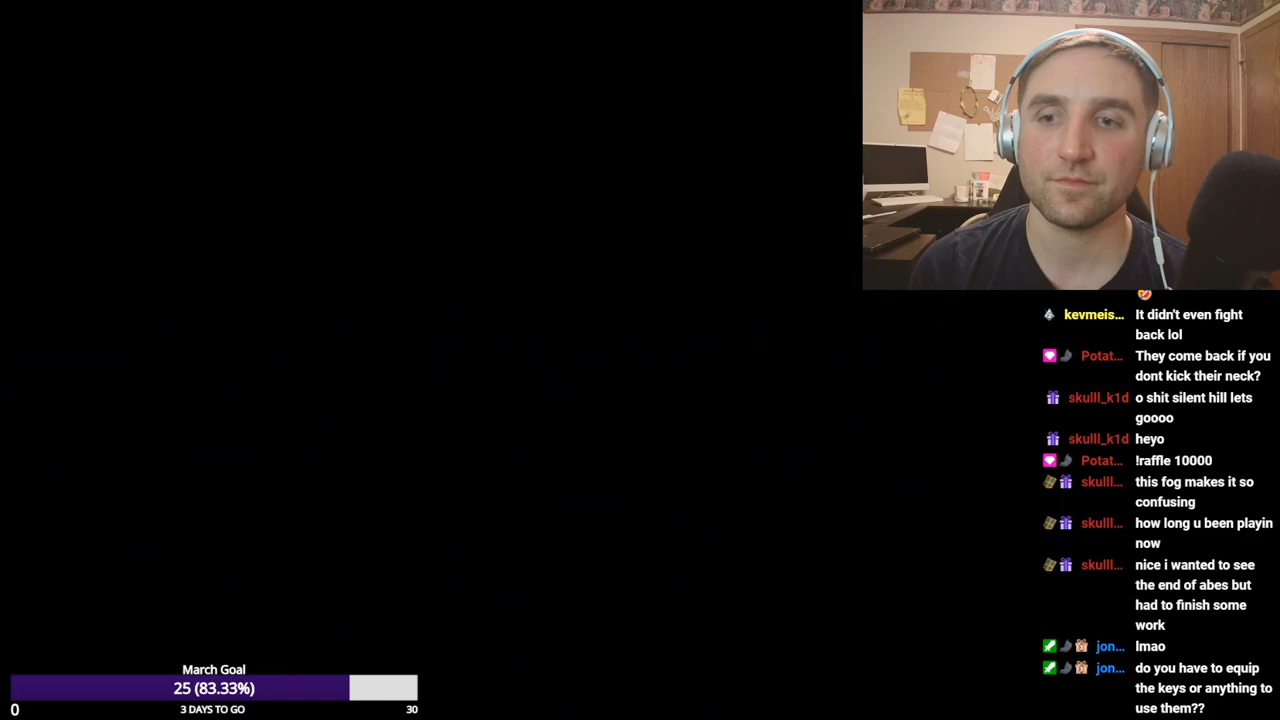 kevmeis... It didn't even fight
back lol
Potat... They come back if you
dont kick their neck?
skulll_k1d o shit silent hill lets
goooo
skulll_k1d heyo
Potat... !raffle 10000
skulll... this fog makes it so
confusing
skulll... how long u been playin
now
skulll... nice i wanted to see
the end of abes but
had to finish some
work
jon... lmao
jon... do you have to equip
the keys or anything to
use them??
March Goal
25 (83.33%)
0 3 DAYS TO GO 30